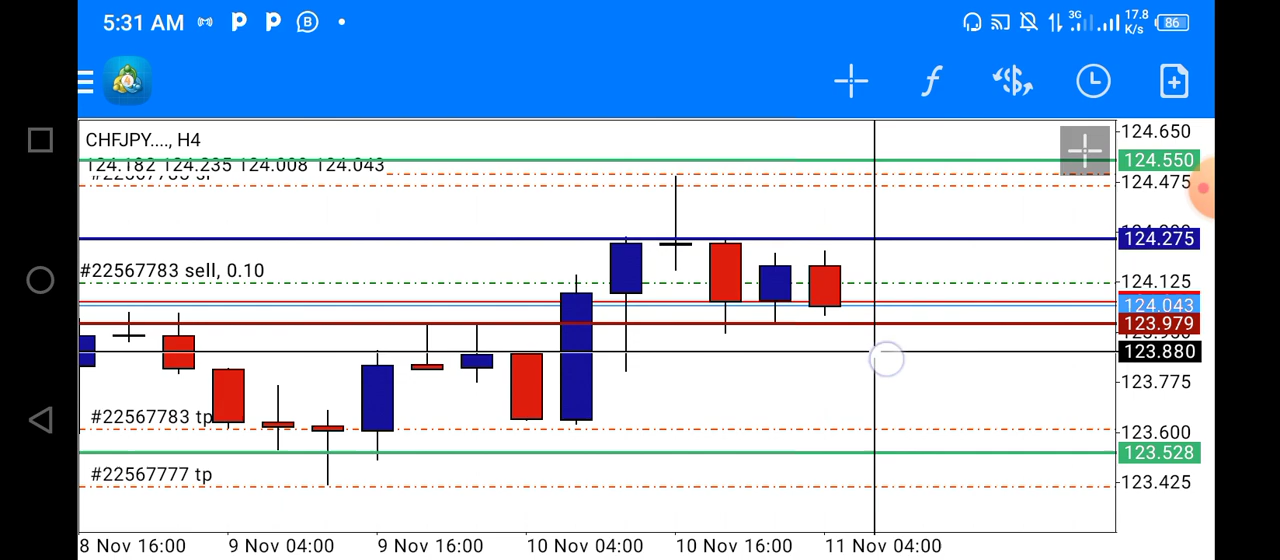 5:31 AM
3G 17.8 K/s 86
CHFJPY...., H4
124.182 124.235 124.008 124.043
124.650
124.550
124.475
124.275
#22567783 sell, 0.10
124.125
124.043
123.979
123.880
123.775
#22567783 tp
123.600
123.528
#22567777 tp
123.425
8 Nov 16:00 9 Nov 04:00 9 Nov 16:00 10 Nov 04:00 10 Nov 16:00 11 Nov 04:00